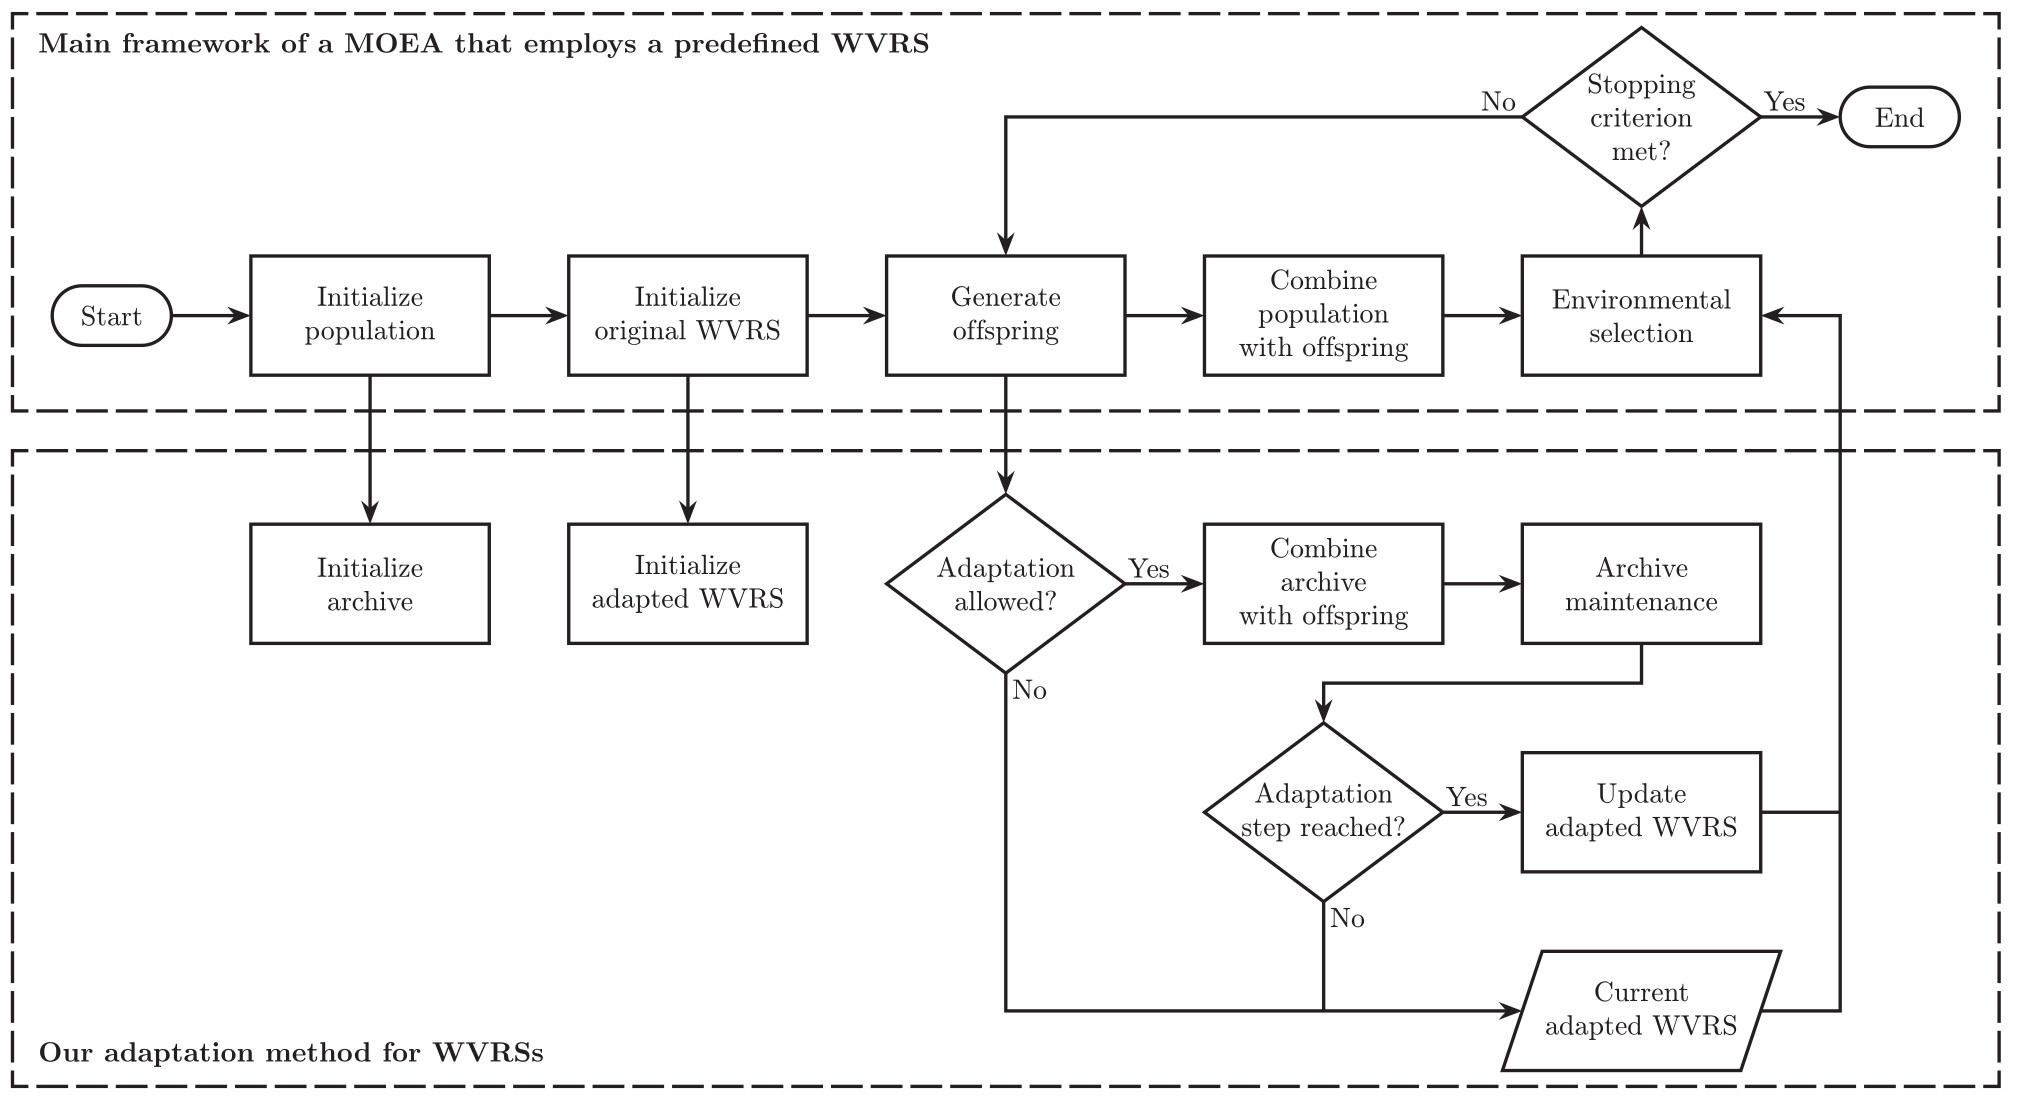 Main framework of a MOEA that employs a predefined WVRS
Stopping
criterion
met?
No
Yes
End
Start
Initialize
population
Initialize
original WVRS
Generate
offspring
Combine
population
with offspring
Environmental
selection
Initialize
archive
Initialize
adapted WVRS
Adaptation
allowed?
Yes
No
Combine
archive
with offspring
Archive
maintenance
Adaptation
step reached?
Yes
No
Update
adapted WVRS
Current
adapted WVRS
Our adaptation method for WVRSs